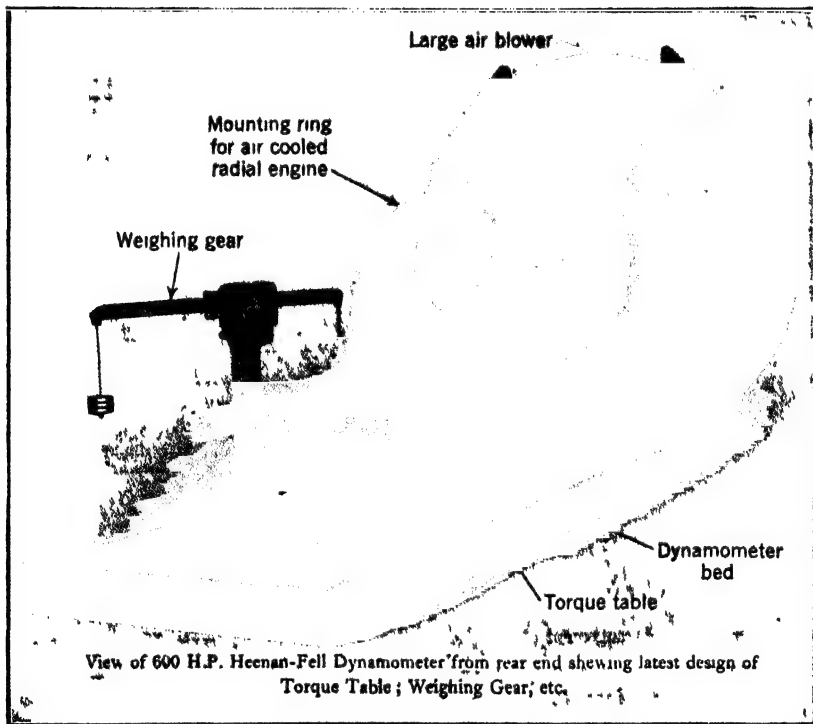 Large air blower
Mounting ring
for air cooled
radial engine
Weighing gear
Dynamometer
bed
Torque table
View of 600 H.P. Heenan-Fell Dynamometer from rear end shewing latest design of
Torque Table ; Weighing Gear, etc.